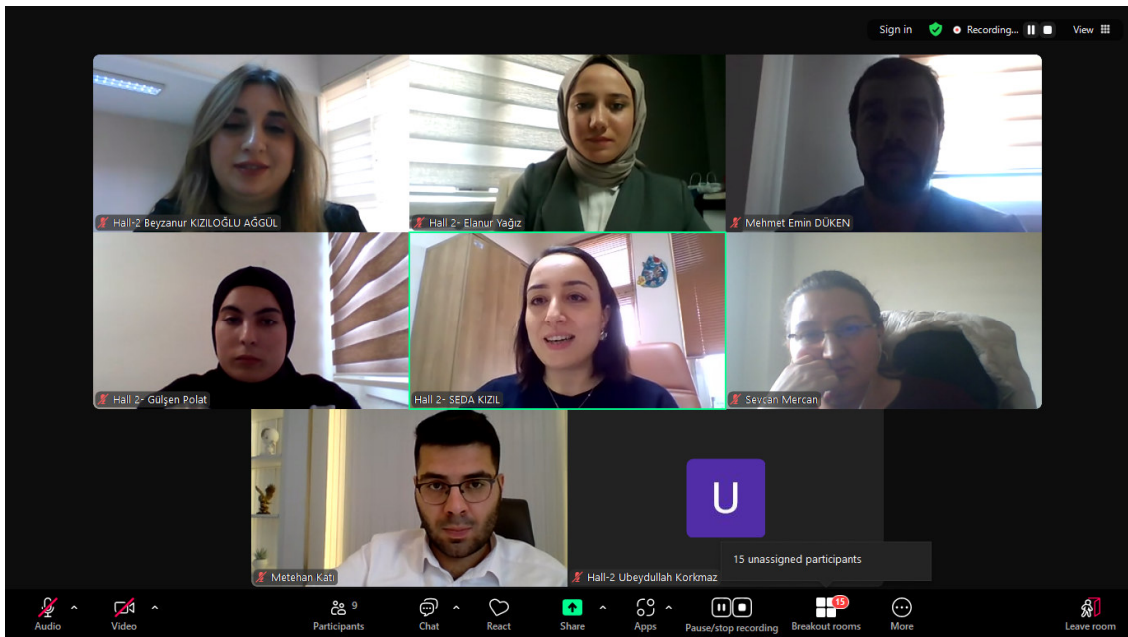 Sign in
Recording...
View
Hall-2 Beyzanur KIZILOĞLU AĞGÜL
Hall 2- Elanur Yağız
Mehmet Emin DÜKEN
Hall 2- Gülşen Polat
Hall 2- SEDA KIZIL
Sevcan Mercan
Metehan Katı
U
Hall-2 Ubeydullah Korkmaz
15 unassigned participants
Audio
Video
Participants
9
Chat
React
Share
Apps
Pause/stop recording
15
Breakout rooms
More
Leave room